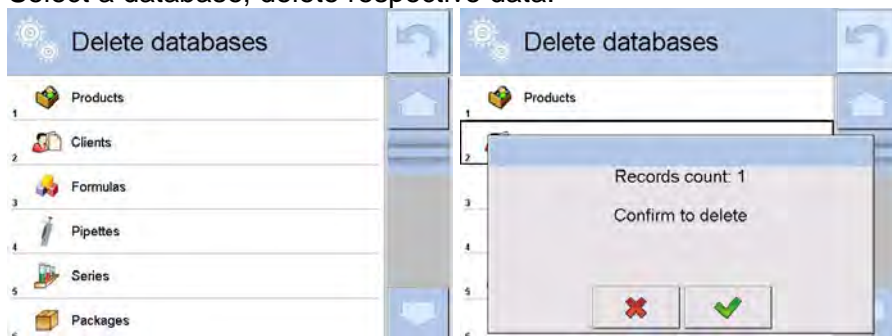 Select a database, delete respective data.
Delete databases
1 Products
2 Clients
3 Formulas
4 Pipettes
5 Series
6 Packages
Delete databases
1 Products
2
Records count: 1
3
Confirm to delete
4
5
6